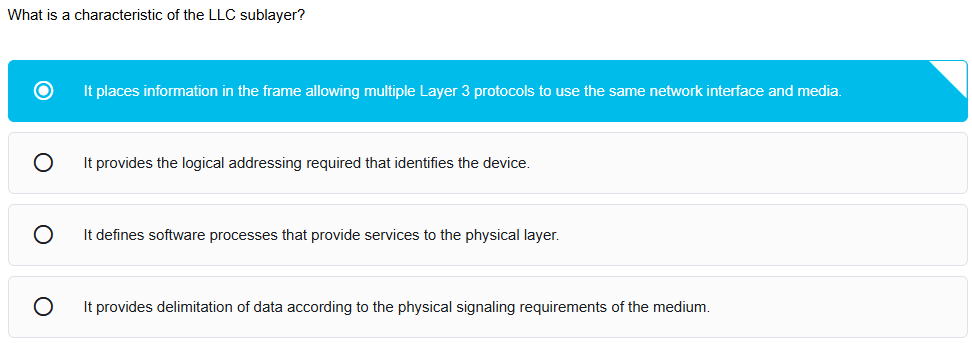 What is a characteristic of the LLC sublayer?
It places information in the frame allowing multiple Layer 3 protocols to use the same network interface and media.
It provides the logical addressing required that identifies the device.
It defines software processes that provide services to the physical layer.
It provides delimitation of data according to the physical signaling requirements of the medium.